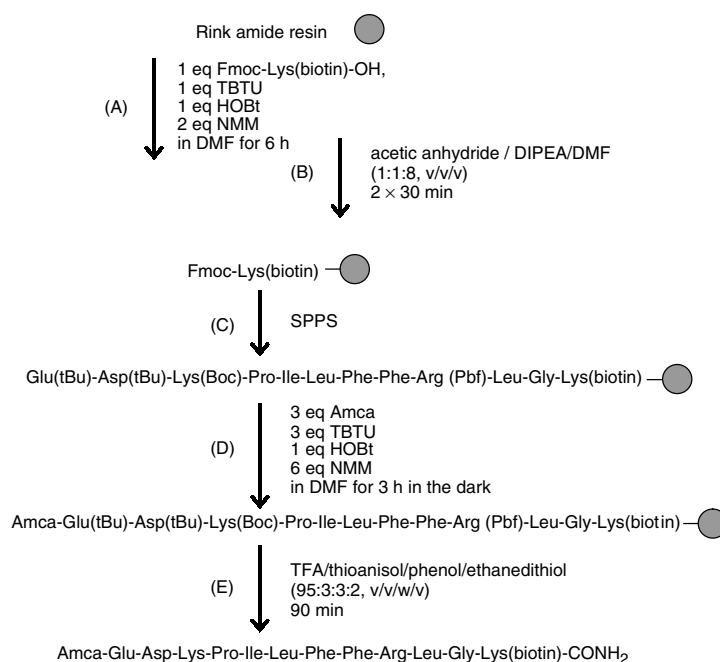 Rink amide resin
(A)
1 eq Fmoc-Lys(biotin)-OH,
1 eq TBTU
1 eq HOBt
2 eq NMM
in DMF for 6 h
(B)
acetic anhydride / DIPEA/DMF
(1:1:8, v/v/v)
2 × 30 min
Fmoc-Lys(biotin)
(C)
SPPS
Glu(tBu)-Asp(tBu)-Lys(Boc)-Pro-Ile-Leu-Phe-Phe-Arg (Pbf)-Leu-Gly-Lys(biotin)
(D)
3 eq Amca
3 eq TBTU
1 eq HOBt
6 eq NMM
in DMF for 3 h in the dark
Amca-Glu(tBu)-Asp(tBu)-Lys(Boc)-Pro-Ile-Leu-Phe-Phe-Arg (Pbf)-Leu-Gly-Lys(biotin)
(E)
TFA/thioanisol/phenol/ethanedithiol
(95:3:3:2, v/v/w/v)
90 min
Amca-Glu-Asp-Lys-Pro-Ile-Leu-Phe-Phe-Arg-Leu-Gly-Lys(biotin)-CONH2